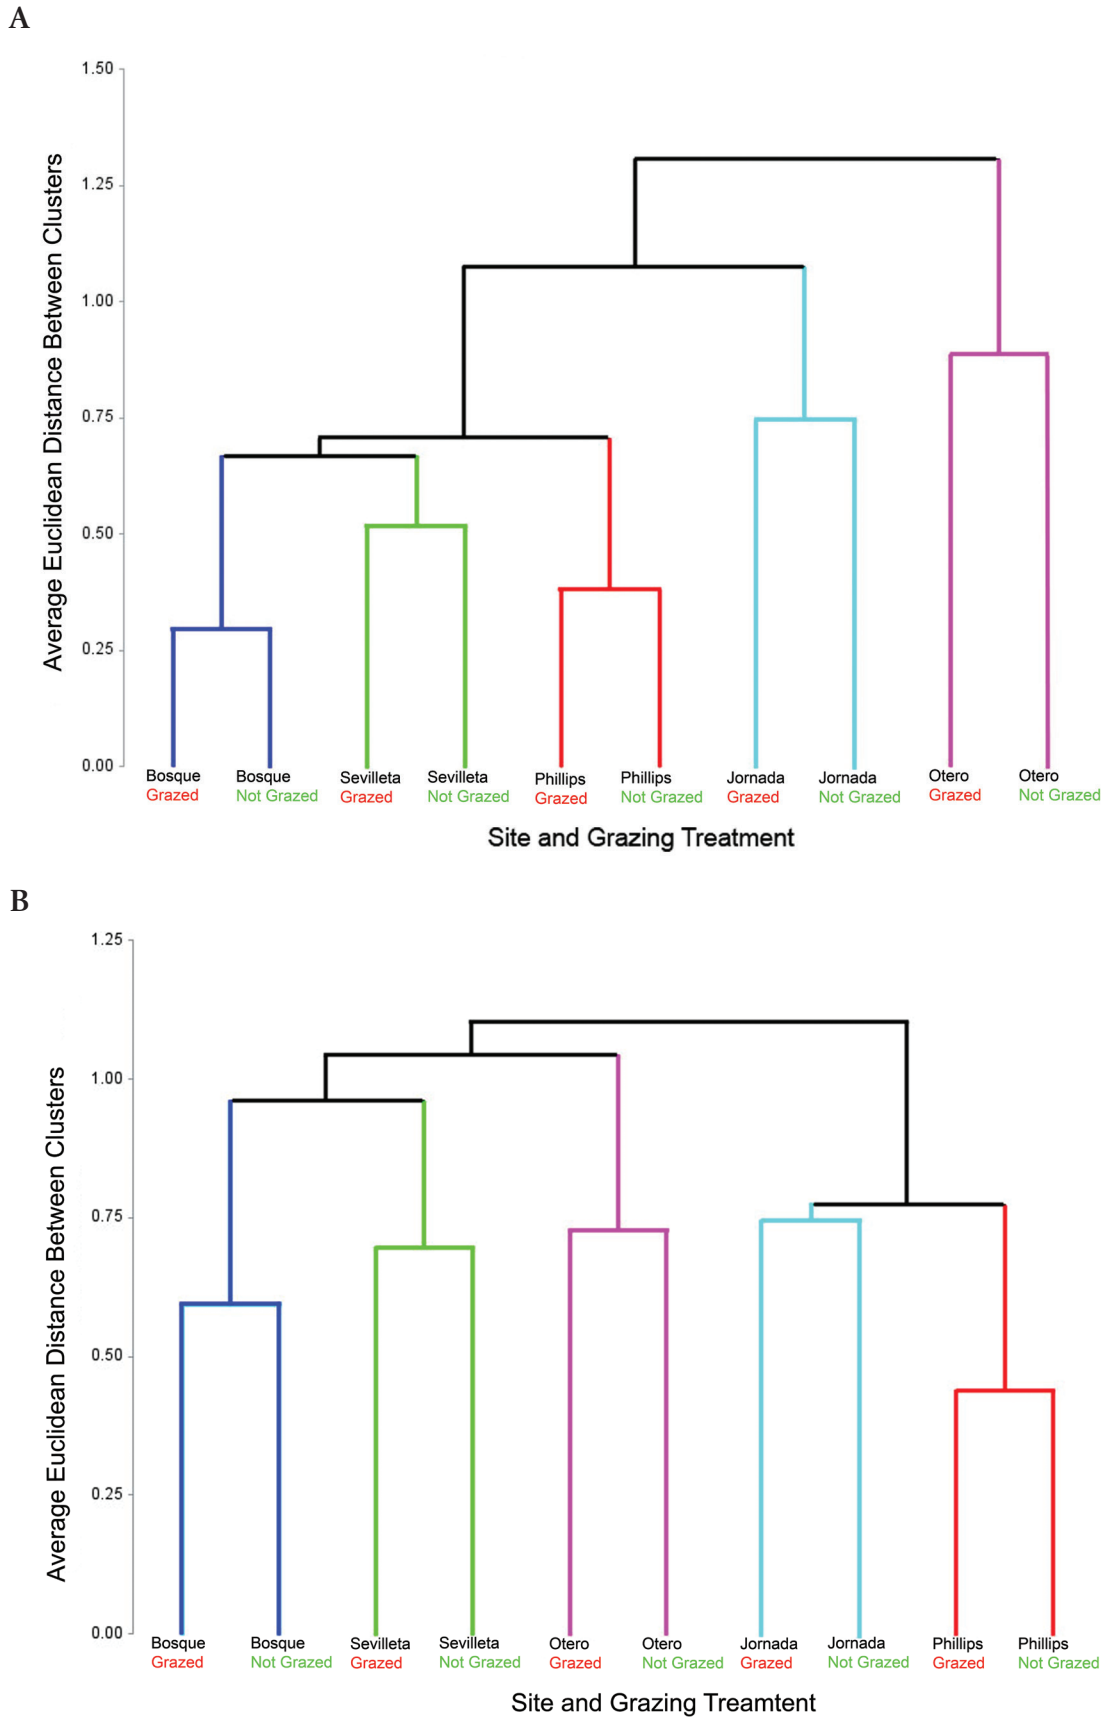 A
1.50
1.25
1.00
0.75
0.50
0.25
0.00
Average Euclidean Distance Between Clusters
Bosque Bosque Sevilleta Sevilleta Phillips Phillips Jornada Jornada Otero Otero
Grazed Not Grazed Grazed Not Grazed Grazed Not Grazed Grazed Not Grazed Grazed Not Grazed
Site and Grazing Treatment
B
1.25
1.00
0.75
0.50
0.25
0.00
Average Euclidean Distance Between Clusters
Bosque Bosque Sevilleta Sevilleta Otero Otero Jornada Jornada Phillips Phillips
Grazed Not Grazed Grazed Not Grazed Grazed Not Grazed Grazed Not Grazed Grazed Not Grazed
Site and Grazing Treamtent